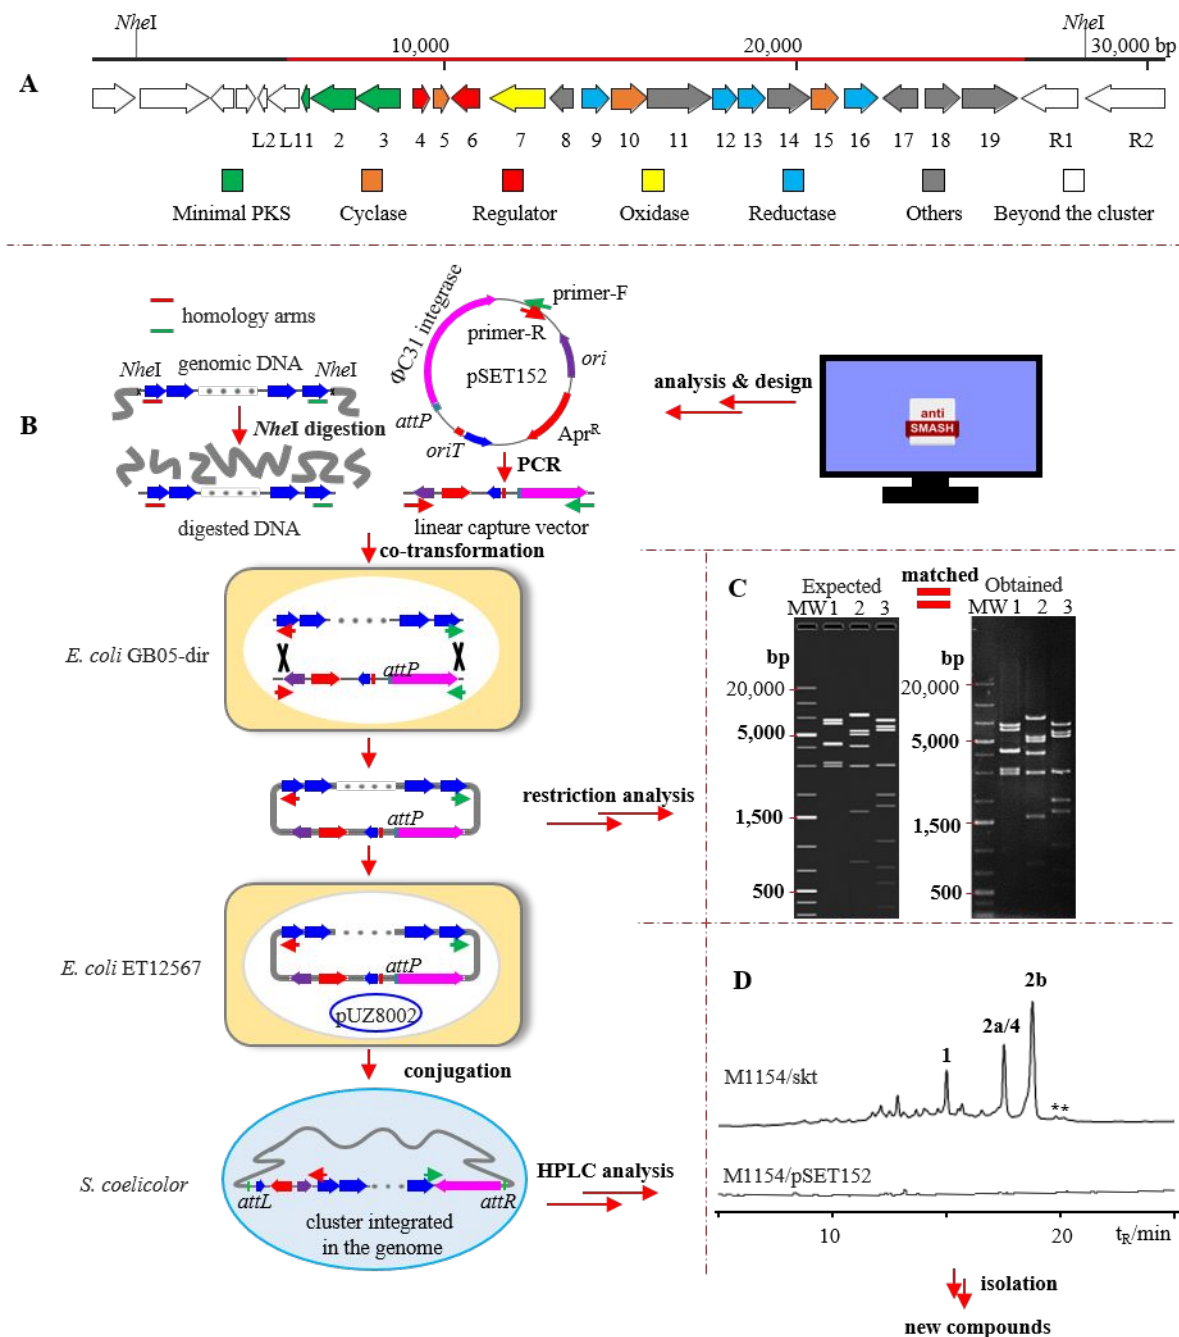 NheI NheI
10,000 20,000 30,000 bp
A
L2 L1 1 2 3 4 5 6 7 8 9 10 11 12 13 14 15 16 17 18 19 R1 R2
Minimal PKS Cyclase Regulator Oxidase Reductase Others Beyond the cluster
B
homology arms
NheI genomic DNA NheI
NheI digestion
digested DNA
ΦC31 integrase
primer-F
primer-R
ori
pSET152
attP
oriT
Apr^R
PCR
linear capture vector
analysis & design
anti
SMASH
co-transformation
E. coli GB05-dir
attP
attP
restriction analysis
E. coli ET12567
attP
pUZ8002
conjugation
S. coelicolor
attL attR
cluster integrated
in the genome
HPLC analysis
C
Expected matched Obtained
MW 1 2 3 MW 1 2 3
bp bp
20,000 20,000
5,000 5,000
1,500 1,500
500 500
D
2b
2a/4
1
M1154/skt
**
M1154/pSET152
10 20 t_R/min
isolation
new compounds